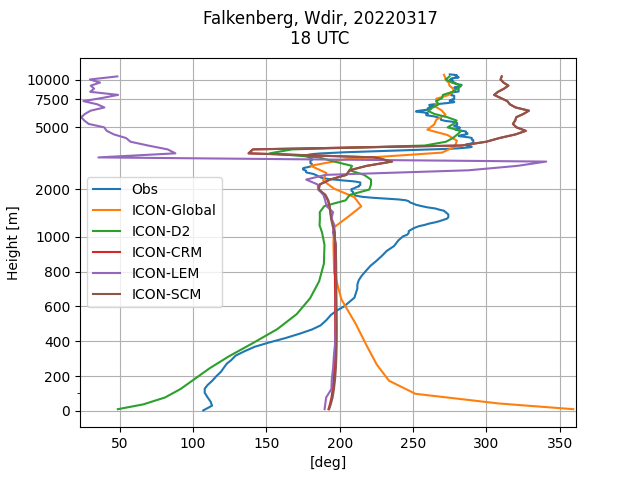 Falkenberg, Wdir, 20220317
18 UTC
Height [m]
10000
7500
5000
2000
1000
800
600
400
200
0
Obs
ICON-Global
ICON-D2
ICON-CRM
ICON-LEM
ICON-SCM
50 100 150 200 250 300 350
[deg]